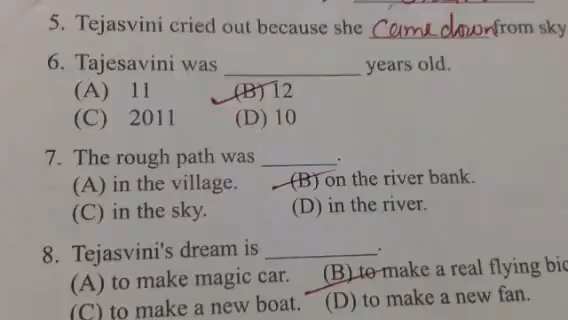 5. Tejasvini cried out because she came down from sky
6. Tajesavini was ____________ years old.
(A) 11 (B) 12
(C) 2011 (D) 10
7. The rough path was _______.
(A) in the village. (B) on the river bank.
(C) in the sky. (D) in the river.
8. Tejasvini's dream is __________.
(A) to make magic car. (B) to make a real flying bic
(C) to make a new boat. (D) to make a new fan.